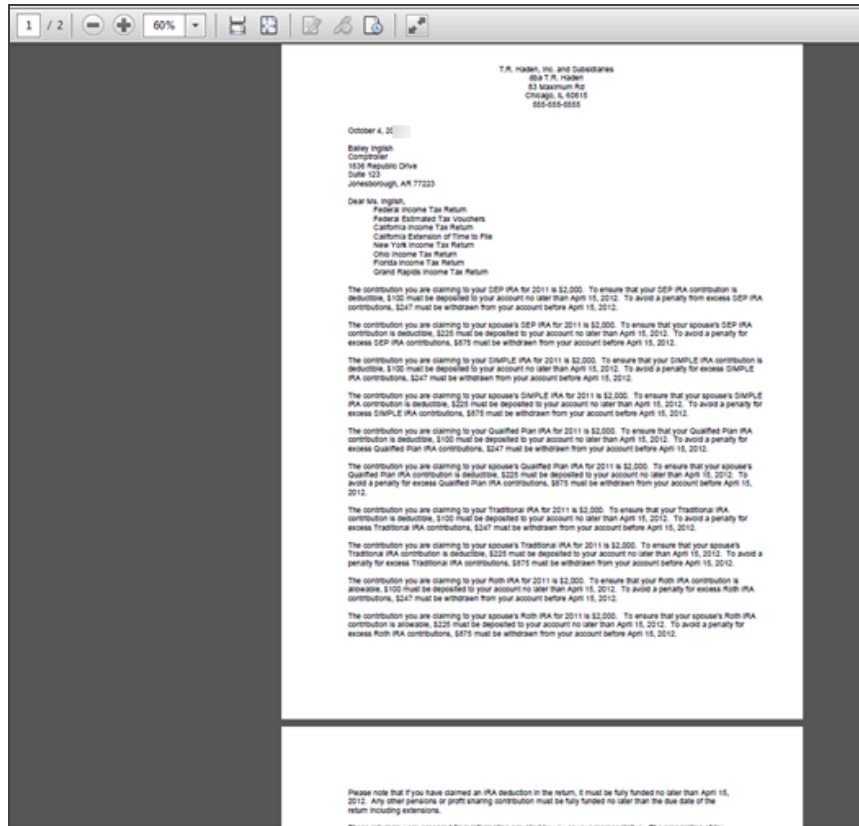 1 / 2 60%
T.R. Haden, Inc. and Subsidiaries
dba T.R. Haden
83 Maximum Rd
Chicago, IL 60615
555-555-5555
October 4, 20
Bailey Inglish
Comptroller
1836 Republic Drive
Suite 123
Jonesborough, AR 77223
Dear Ms. Inglish,
Federal Income Tax Return
Federal Estimated Tax Vouchers
California Income Tax Return
California Extension of Time to File
New York Income Tax Return
Ohio Income Tax Return
Florida Income Tax Return
Grand Rapids Income Tax Return
The contribution you are claiming to your SEP IRA for 2011 is $2,000. To ensure that your SEP IRA contribution is
deductible, $100 must be deposited to your account no later than April 15, 2012. To avoid a penalty from excess SEP IRA
contributions, $247 must be withdrawn from your account before April 15, 2012.
The contribution you are claiming to your spouse's SEP IRA for 2011 is $2,000. To ensure that your spouse's SEP IRA
contribution is deductible, $225 must be deposited to your account no later than April 15, 2012. To avoid a penalty for
excess SEP IRA contributions, $875 must be withdrawn from your account before April 15, 2012.
The contribution you are claiming to your SIMPLE IRA for 2011 is $2,000. To ensure that your SIMPLE IRA contribution is
deductible, $100 must be deposited to your account no later than April 15, 2012. To avoid a penalty for excess SIMPLE
IRA contributions, $247 must be withdrawn from your account before April 15, 2012.
The contribution you are claiming to your spouse's SIMPLE IRA for 2011 is $2,000. To ensure that your spouse's SIMPLE
IRA contribution is deductible, $225 must be deposited to your account no later than April 15, 2012. To avoid a penalty for
excess SIMPLE IRA contributions, $875 must be withdrawn from your account before April 15, 2012.
The contribution you are claiming to your Qualified Plan IRA for 2011 is $2,000. To ensure that your Qualified Plan IRA
contribution is deductible, $100 must be deposited to your account no later than April 15, 2012. To avoid a penalty for
excess Qualified Plan IRA contributions, $247 must be withdrawn from your account before April 15, 2012.
The contribution you are claiming to your spouse's Qualified Plan IRA for 2011 is $2,000. To ensure that your spouse's
Qualified Plan IRA contribution is deductible, $225 must be deposited to your account no later than April 15, 2012. To
avoid a penalty for excess Qualified Plan IRA contributions, $875 must be withdrawn from your account before April 15,
2012.
The contribution you are claiming to your Traditional IRA for 2011 is $2,000. To ensure that your Traditional IRA
contribution is deductible, $100 must be deposited to your account no later than April 15, 2012. To avoid a penalty for
excess Traditional IRA contributions, $247 must be withdrawn from your account before April 15, 2012.
The contribution you are claiming to your spouse's Traditional IRA for 2011 is $2,000. To ensure that your spouse's
Traditional IRA contribution is deductible, $225 must be deposited to your account no later than April 15, 2012. To avoid a
penalty for excess Traditional IRA contributions, $875 must be withdrawn from your account before April 15, 2012.
The contribution you are claiming to your Roth IRA for 2011 is $2,000. To ensure that your Roth IRA contribution is
allowable, $100 must be deposited to your account no later than April 15, 2012. To avoid a penalty for excess Roth IRA
contributions, $247 must be withdrawn from your account before April 15, 2012.
The contribution you are claiming to your spouse's Roth IRA for 2011 is $2,000. To ensure that your spouse's Roth IRA
contribution is allowable, $225 must be deposited to your account no later than April 15, 2012. To avoid a penalty for
excess Roth IRA contributions, $875 must be withdrawn from your account before April 15, 2012.
Please note that if you have claimed an IRA deduction in the return, it must be fully funded no later than April 15,
2012. Any other pensions or profit sharing contribution must be fully funded no later than the due date of the
return including extensions.